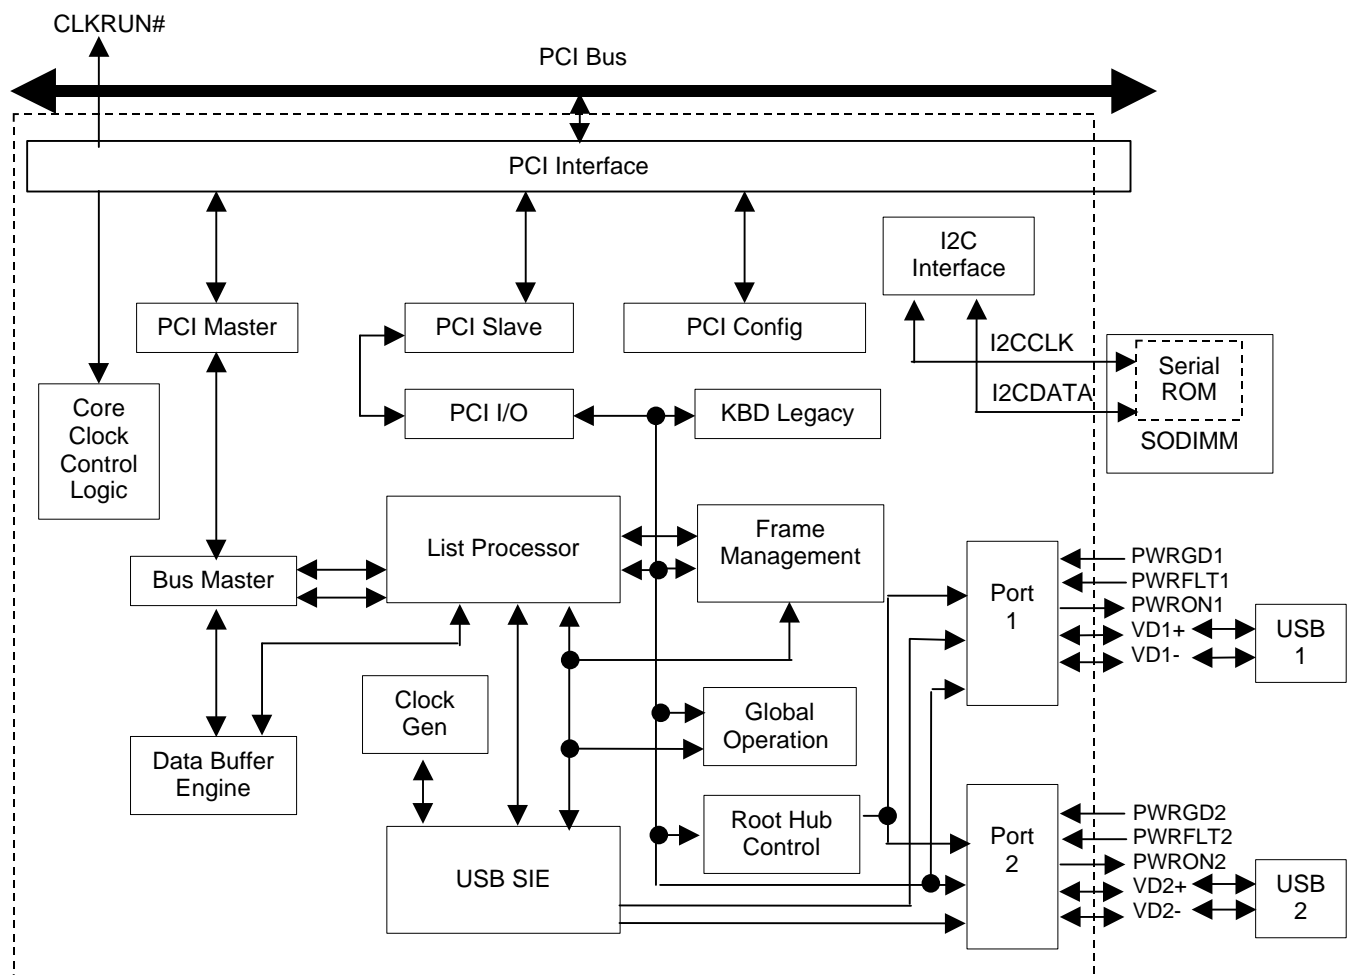 CLKRUN#
PCI Bus
PCI Interface
I2C
Interface
PCI Master
PCI Slave
PCI Config
I2CCLK
Serial
ROM
I2CDATA
SODIMM
Core
Clock
Control
Logic
PCI I/O
KBD Legacy
List Processor
Frame
Management
Bus Master
Port
1
PWRGD1
PWRFLT1
PWRON1
VD1+
VD1-
USB
1
Clock
Gen
Global
Operation
Data Buffer
Engine
Root Hub
Control
USB SIE
Port
2
PWRGD2
PWRFLT2
PWRON2
VD2+
VD2-
USB
2